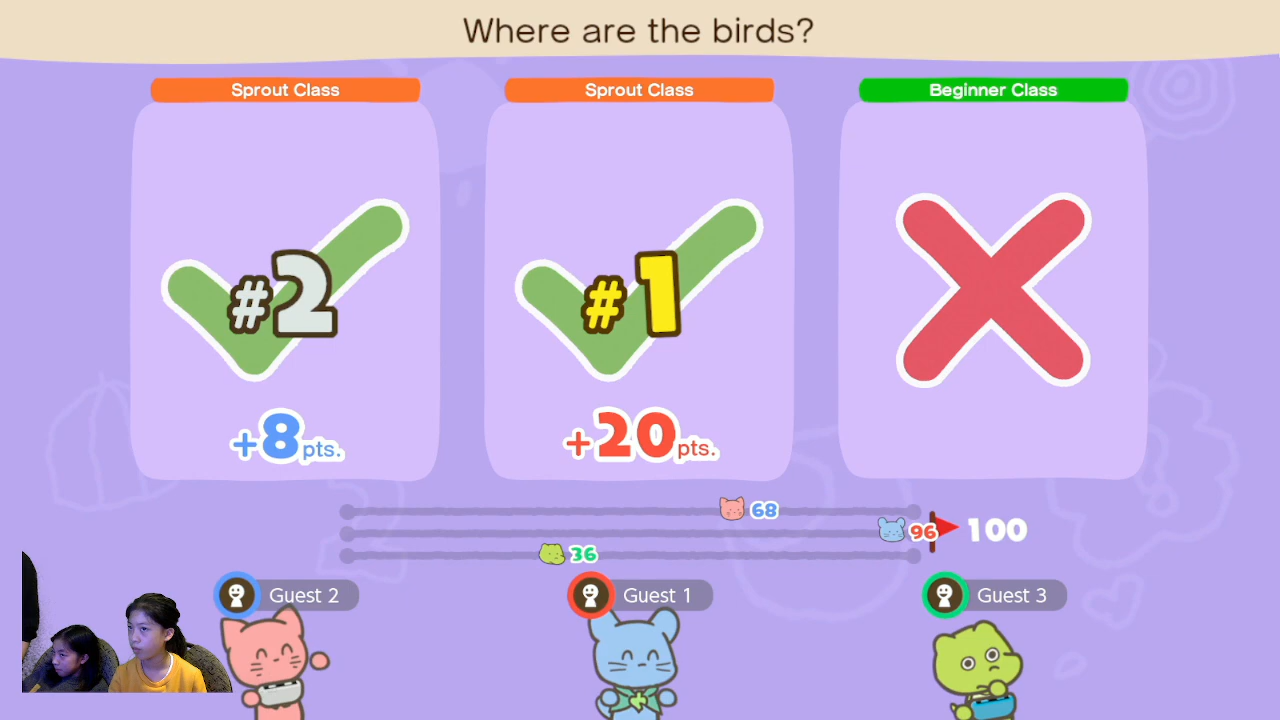 Where are the birds?
Sprout Class
Sprout Class
Beginner Class
#2
#1
+8pts.
+20pts.
68
96
100
36
Guest 2
Guest 1
Guest 3